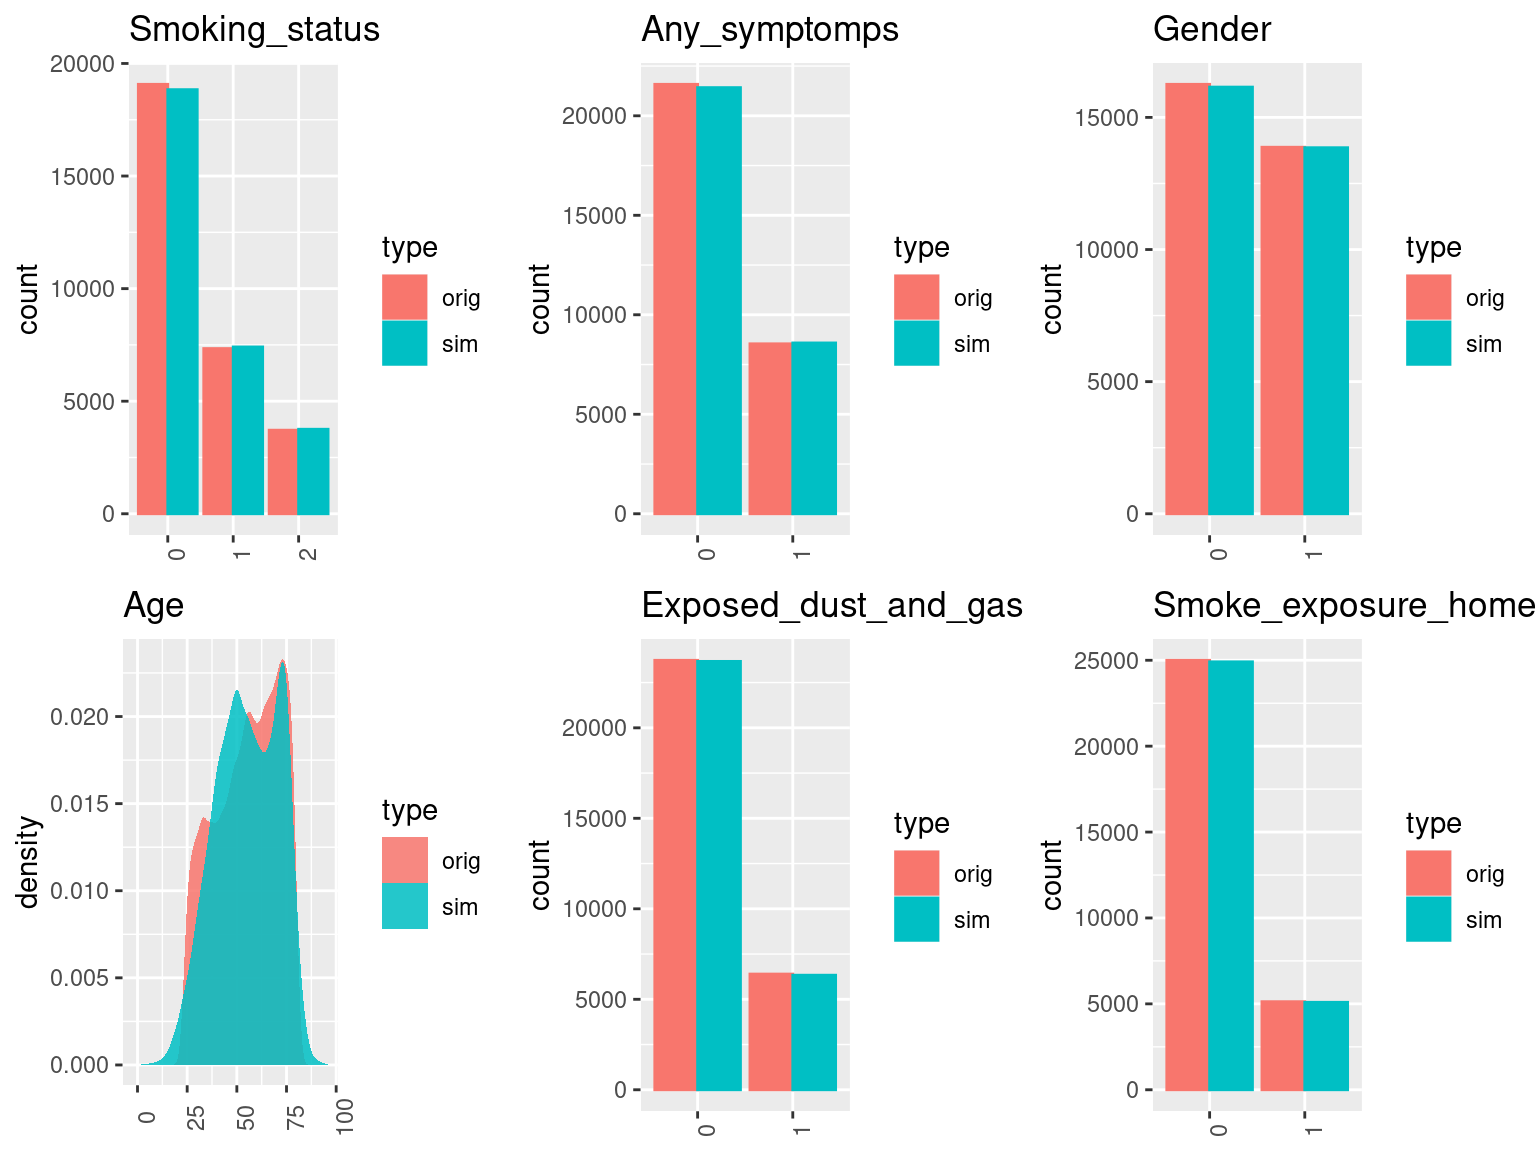 Smoking_status
20000
15000
10000
5000
0
count
0
1
2
type
orig
sim
Any_symptomps
20000
15000
10000
5000
0
count
0
1
type
orig
sim
Gender
15000
10000
5000
0
count
0
1
type
orig
sim
Age
0.020
0.015
0.010
0.005
0.000
density
0
25
50
75
100
type
orig
sim
Exposed_dust_and_gas
20000
15000
10000
5000
0
count
0
1
type
orig
sim
Smoke_exposure_home
25000
20000
15000
10000
5000
0
count
0
1
type
orig
sim